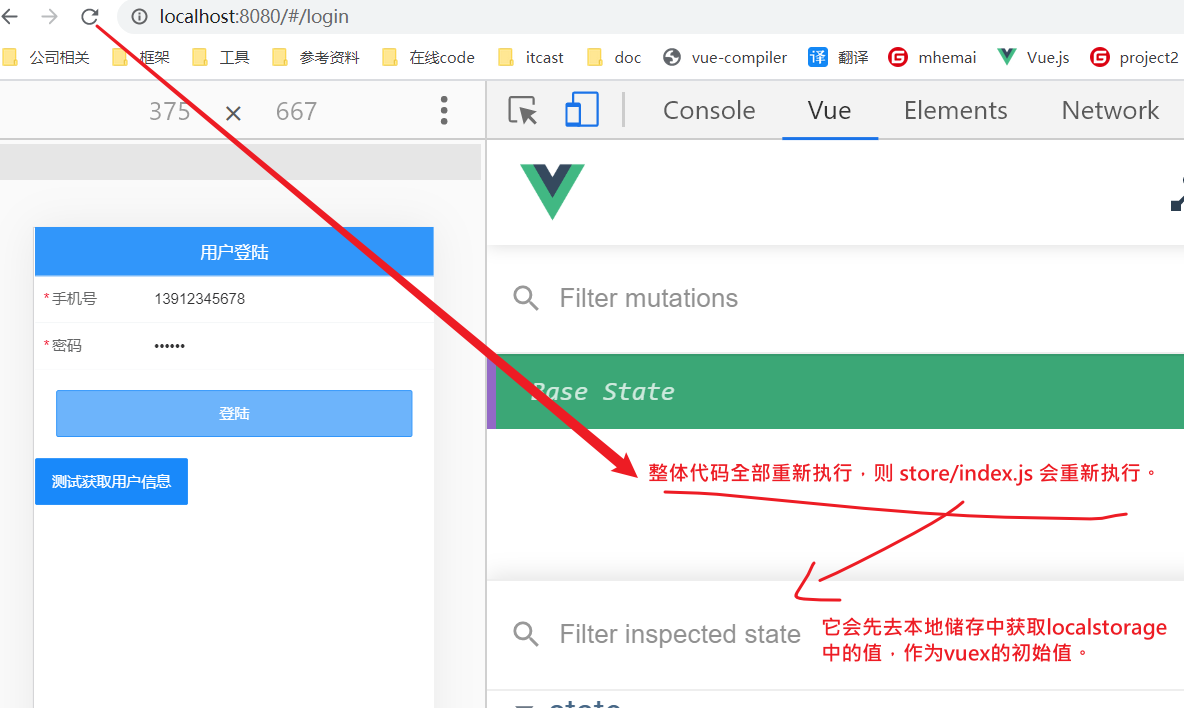 localhost:8080/#/login
公司相关 框架 工具 参考资料 在线code itcast doc vue-compiler 译 翻译 mhemai Vue.js project2
375 × 667 Console Vue Elements Network
用户登陆
Filter mutations
*手机号 13912345678
*密码 ••••••
Base State
登陆
整体代码全部重新执行，则 store/index.js 会重新执行。
测试获取用户信息
它会先去本地储存中获取localstorage
Filter inspected state
中的值，作为vuex的初始值。
state